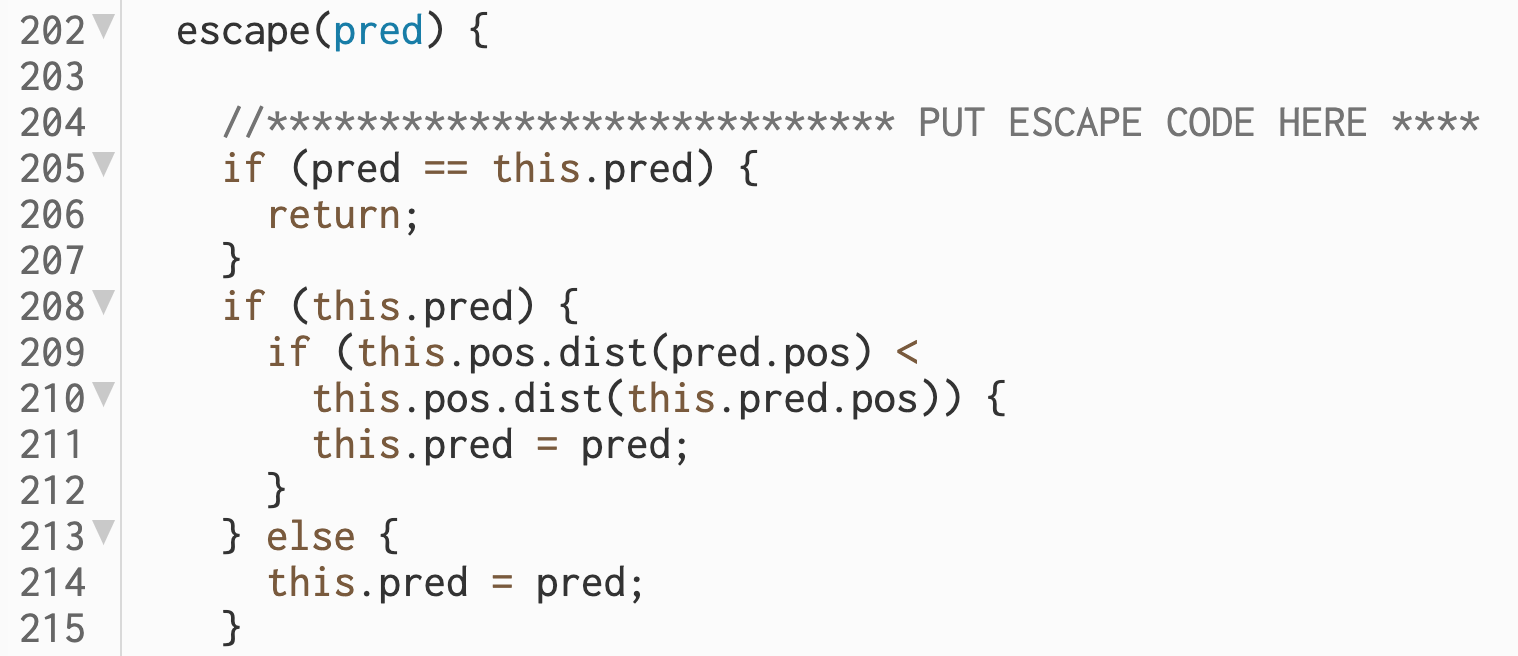 202 escape(pred) {
203
204 //**************************** PUT ESCAPE CODE HERE ****
205 if (pred == this.pred) {
206 return;
207 }
208 if (this.pred) {
209 if (this.pos.dist(pred.pos) <
210 this.pos.dist(this.pred.pos)) {
211 this.pred = pred;
212 }
213 } else {
214 this.pred = pred;
215 }